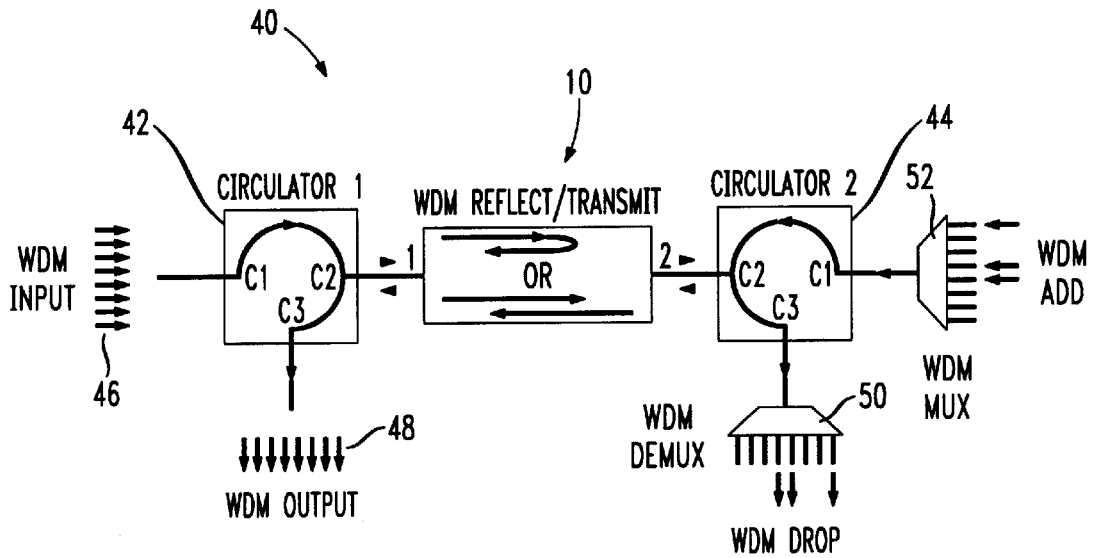 40
10
42
44
CIRCULATOR 1
WDM REFLECT/TRANSMIT
CIRCULATOR 2
52
WDM
INPUT
C1
C2
C3
1
OR
2
C2
C1
C3
WDM
ADD
46
WDM
MUX
48
WDM OUTPUT
WDM
DEMUX
50
WDM DROP